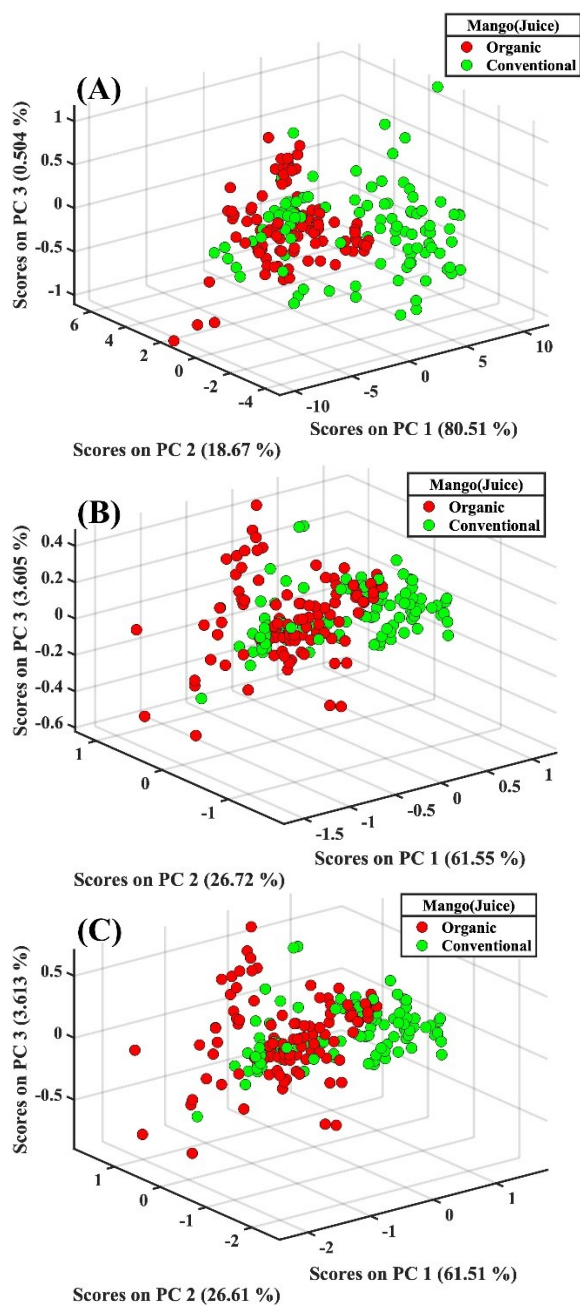 Mango(Juice)
Organic
Conventional
(A)
Scores on PC 3 (0.504 %)
1
0.5
0
-0.5
-1
6
4
2
0
-2
-4
-10
-5
0
5
10
Scores on PC 2 (18.67 %)
Scores on PC 1 (80.51 %)
Mango(Juice)
Organic
Conventional
(B)
Scores on PC 3 (3.605 %)
0.4
0.2
0
-0.2
-0.4
-0.6
1
0
-1
-1.5
-1
-0.5
0
0.5
1
Scores on PC 2 (26.72 %)
Scores on PC 1 (61.55 %)
Mango(Juice)
Organic
Conventional
(C)
Scores on PC 3 (3.613 %)
0.5
0
-0.5
1
0
-1
-2
-2
-1
0
1
Scores on PC 2 (26.61 %)
Scores on PC 1 (61.51 %)